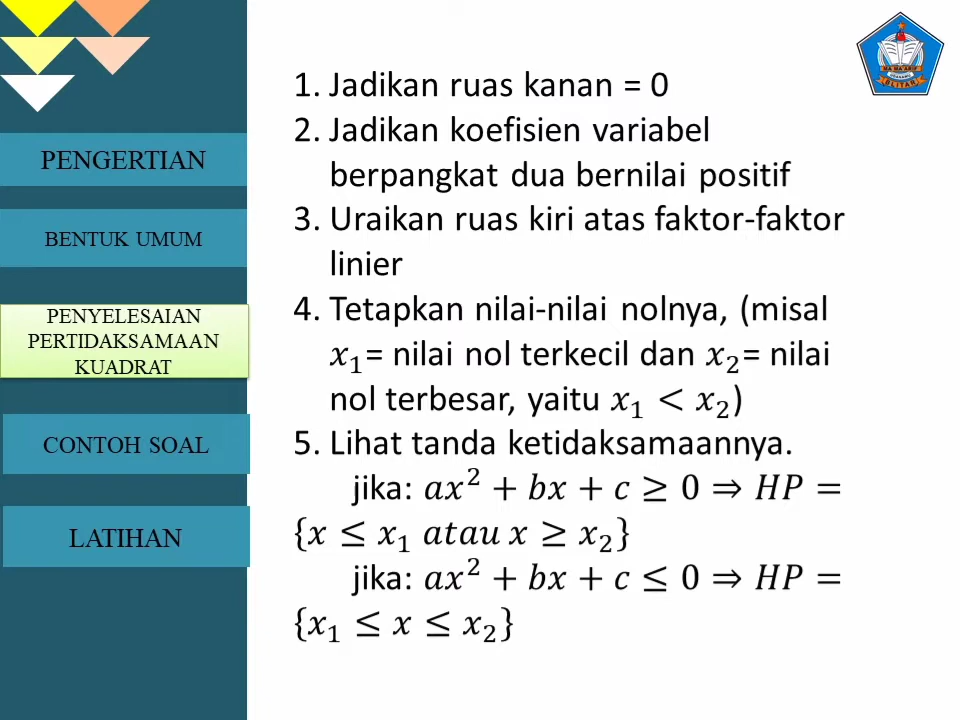 PENGERTIAN
BENTUK UMUM
PENYELESAIAN
PERTIDAKSAMAAN
KUADRAT
CONTOH SOAL
LATIHAN
1. Jadikan ruas kanan = 0
2. Jadikan koefisien variabel
berpangkat dua bernilai positif
3. Uraikan ruas kiri atas faktor-faktor
linier
4. Tetapkan nilai-nilai nolnya, (misal
𝑥₁= nilai nol terkecil dan 𝑥₂= nilai
nol terbesar, yaitu 𝑥₁ < 𝑥₂)
5. Lihat tanda ketidaksamaannya.
jika: 𝑎𝑥² + 𝑏𝑥 + 𝑐 ≥ 0 ⇒ 𝐻𝑃 =
{𝑥 ≤ 𝑥₁ 𝑎𝑡𝑎𝑢 𝑥 ≥ 𝑥₂}
jika: 𝑎𝑥² + 𝑏𝑥 + 𝑐 ≤ 0 ⇒ 𝐻𝑃 =
{𝑥₁ ≤ 𝑥 ≤ 𝑥₂}
BLITAR